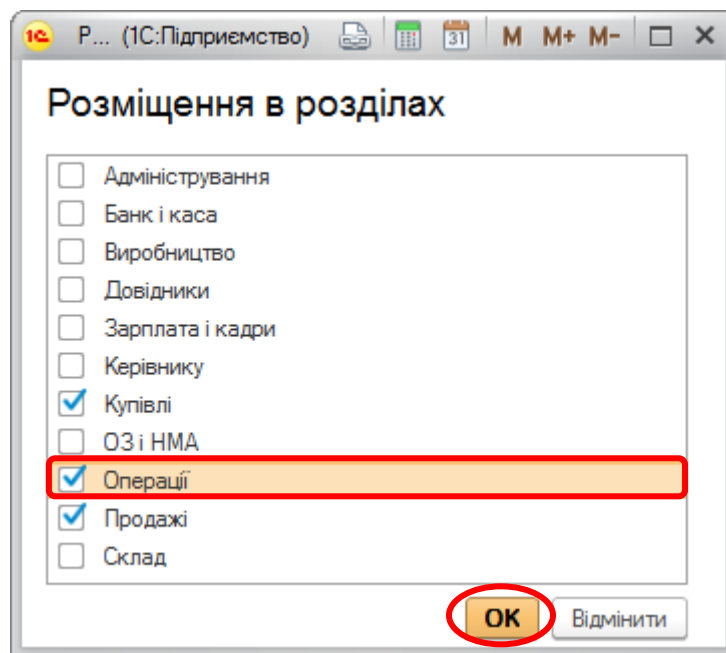 1С Р... (1С:Підприємство) 31 M M+ M-
Розміщення в розділах
Адміністрування
Банк і каса
Виробництво
Довідники
Зарплата і кадри
Керівнику
Купівлі
ОЗ і НМА
Операції
Продажі
Склад
ОК Відмінити